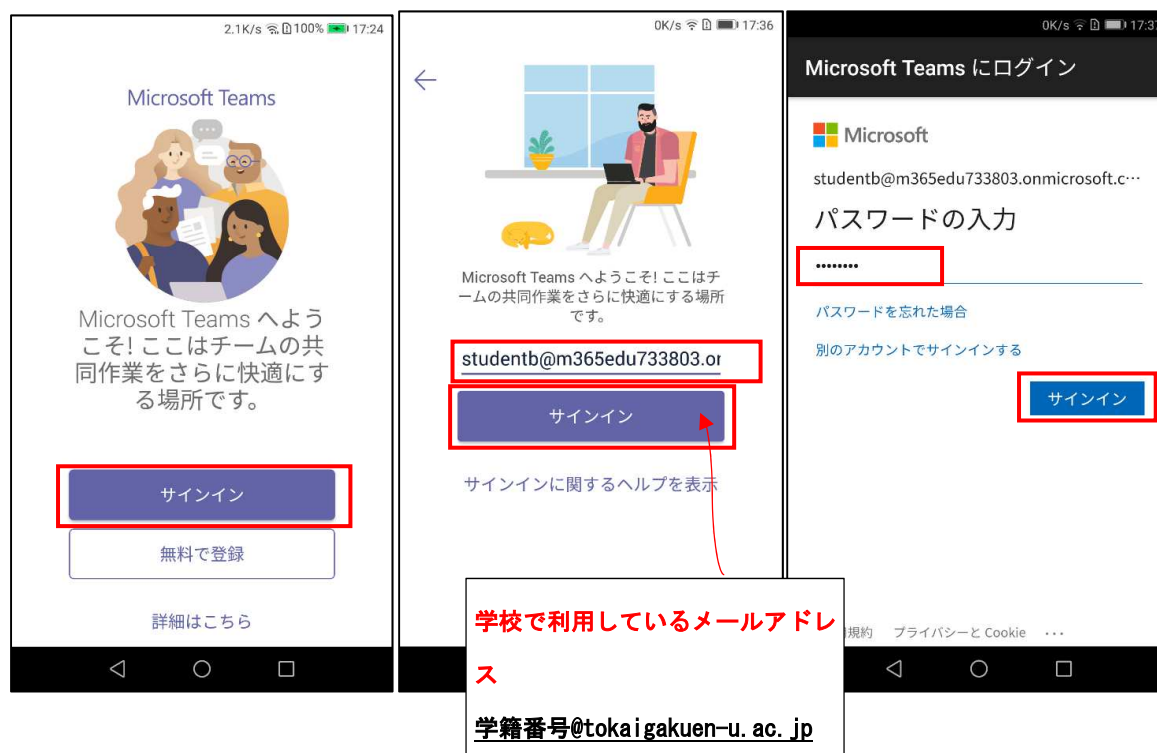 2.1K/s 100% 17:24
Microsoft Teams
Microsoft Teams へよう
こそ! ここはチームの共
同作業をさらに快適にす
る場所です。
サインイン
無料で登録
詳細はこちら
0K/s 17:36
Microsoft Teams へようこそ! ここはチ
ームの共同作業をさらに快適にする場所
です。
studentb@m365edu733803.or
サインイン
サインインに関するヘルプを表示
学校で利用しているメールアドレ
ス
学籍番号@tokaigakuen-u.ac.jp
0K/s 17:37
Microsoft Teams にログイン
Microsoft
studentb@m365edu733803.onmicrosoft.c…
パスワードの入力
••••••••
パスワードを忘れた場合
別のアカウントでサインインする
サインイン
規約 プライバシーと Cookie ...